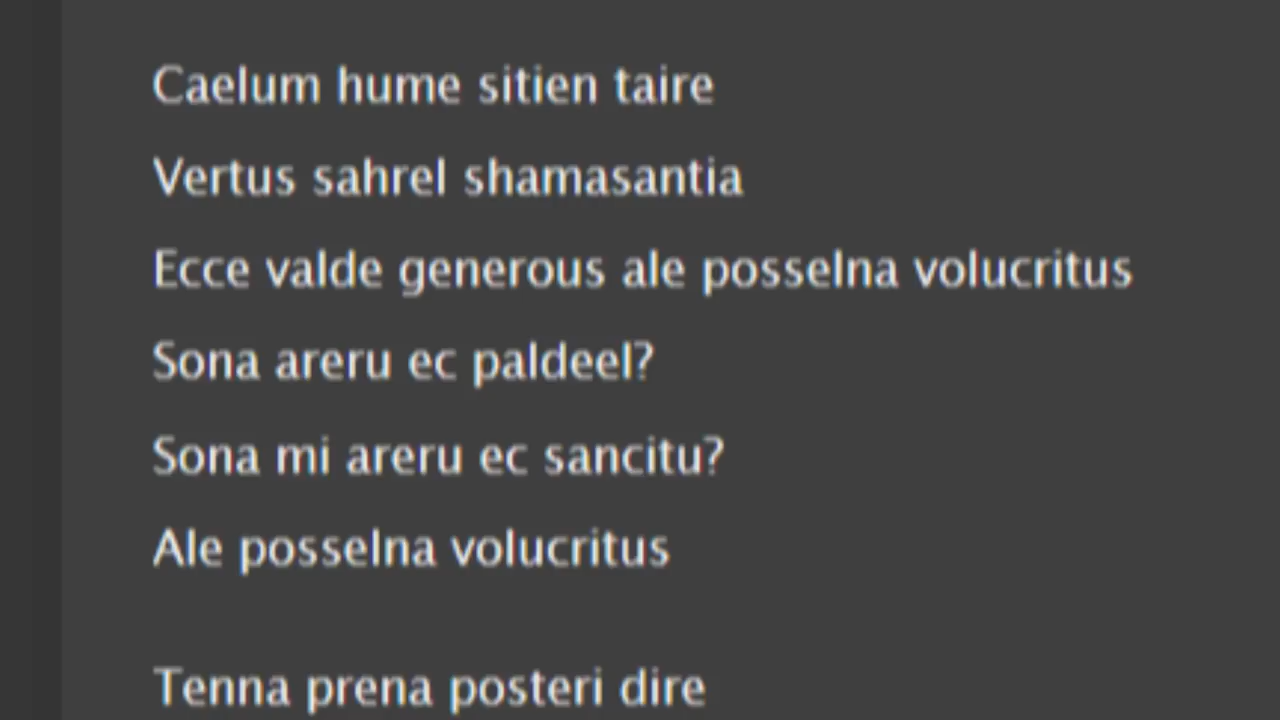 Caelum hume sitien taire
Vertus sahrel shamasantia
Ecce valde generous ale posselna volucritus
Sona areru ec paldeel?
Sona mi areru ec sancitu?
Ale posselna volucritus
Tenna prena posteri dire